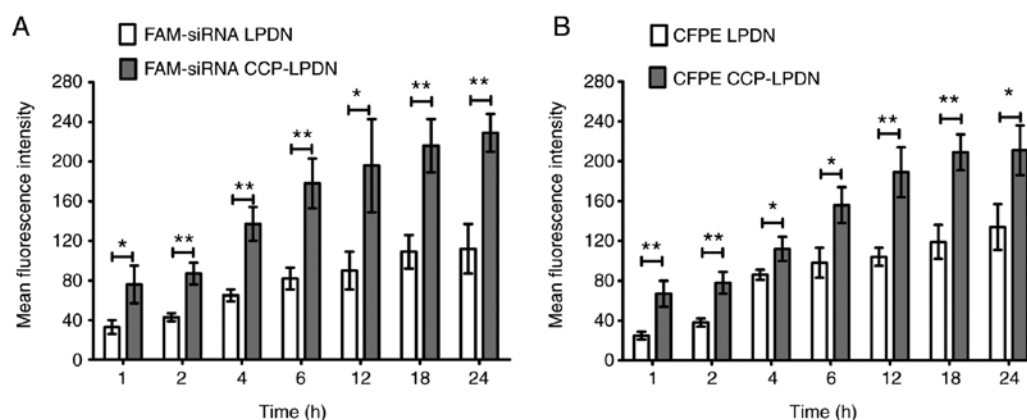 A
FAM-siRNA LPDN
FAM-siRNA CCP-LPDN
Mean fluorescence intensity
280
240
200
160
120
80
40
0
*
**
**
**
*
**
**
1 2 4 6 12 18 24
Time (h)
B
CFPE LPDN
CFPE CCP-LPDN
Mean fluorescence intensity
280
240
200
160
120
80
40
0
**
**
*
*
**
**
*
1 2 4 6 12 18 24
Time (h)